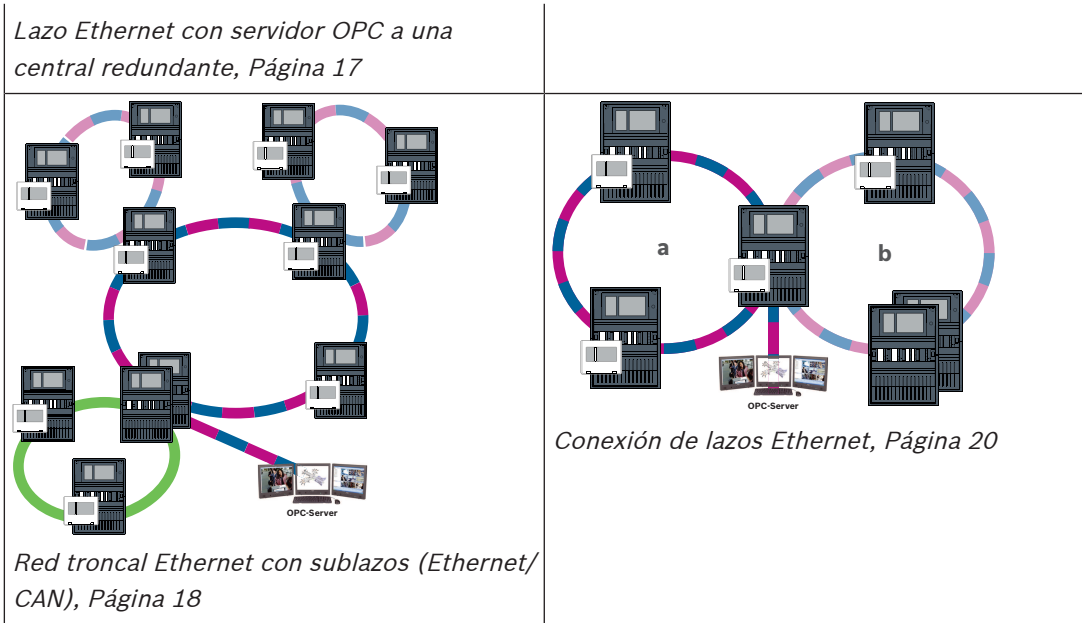 Lazo Ethernet con servidor OPC a una
central redundante, Página 17
OPC-Server
Red troncal Ethernet con sublazos (Ethernet/
CAN), Página 18
a
b
OPC-Server
Conexión de lazos Ethernet, Página 20